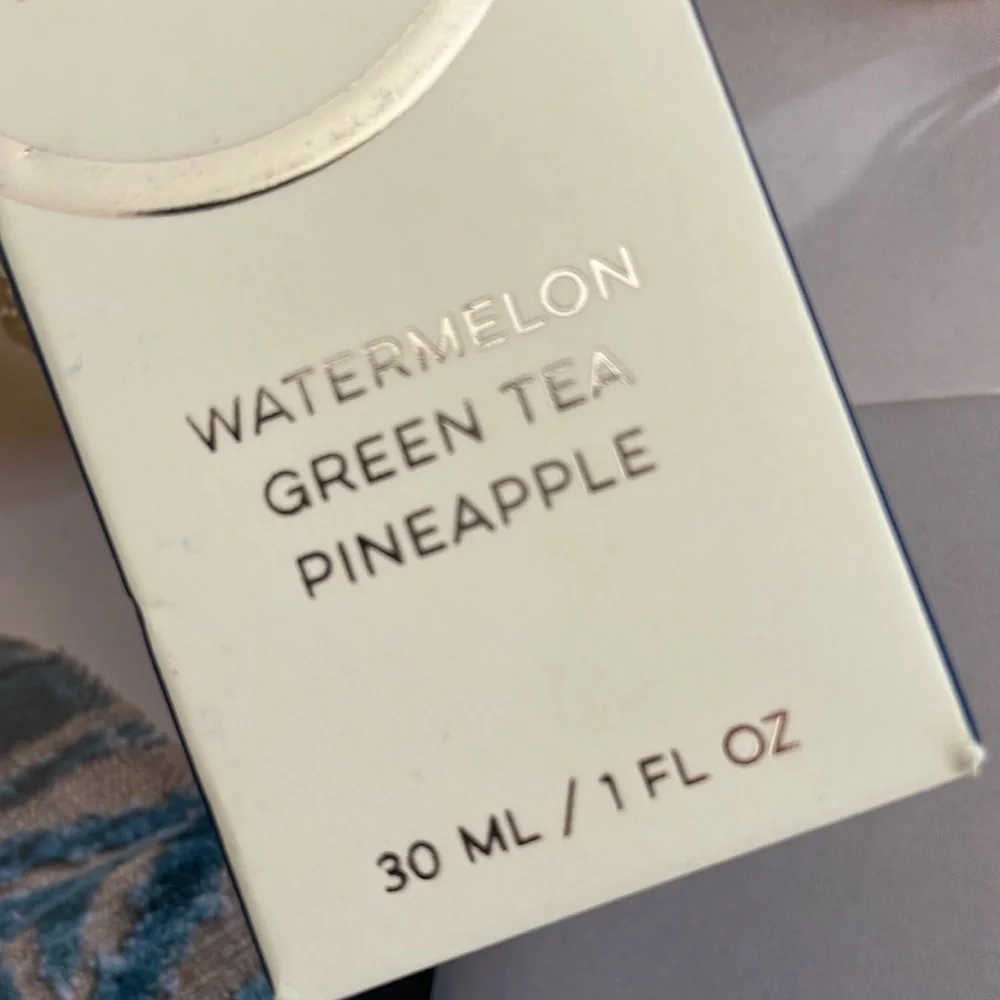 WATERMELON
GREEN TEA
PINEAPPLE
30 ML / 1 FL OZ